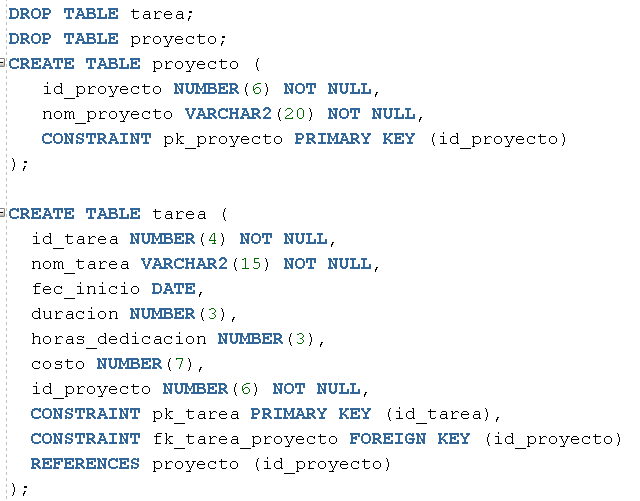 DROP TABLE tarea;
DROP TABLE proyecto;
CREATE TABLE proyecto (
id_proyecto NUMBER(6) NOT NULL,
nom_proyecto VARCHAR2(20) NOT NULL,
CONSTRAINT pk_proyecto PRIMARY KEY (id_proyecto)
);
CREATE TABLE tarea (
id_tarea NUMBER(4) NOT NULL,
nom_tarea VARCHAR2(15) NOT NULL,
fec_inicio DATE,
duracion NUMBER(3),
horas_dedicacion NUMBER(3),
costo NUMBER(7),
id_proyecto NUMBER(6) NOT NULL,
CONSTRAINT pk_tarea PRIMARY KEY (id_tarea),
CONSTRAINT fk_tarea_proyecto FOREIGN KEY (id_proyecto)
REFERENCES proyecto (id_proyecto)
);